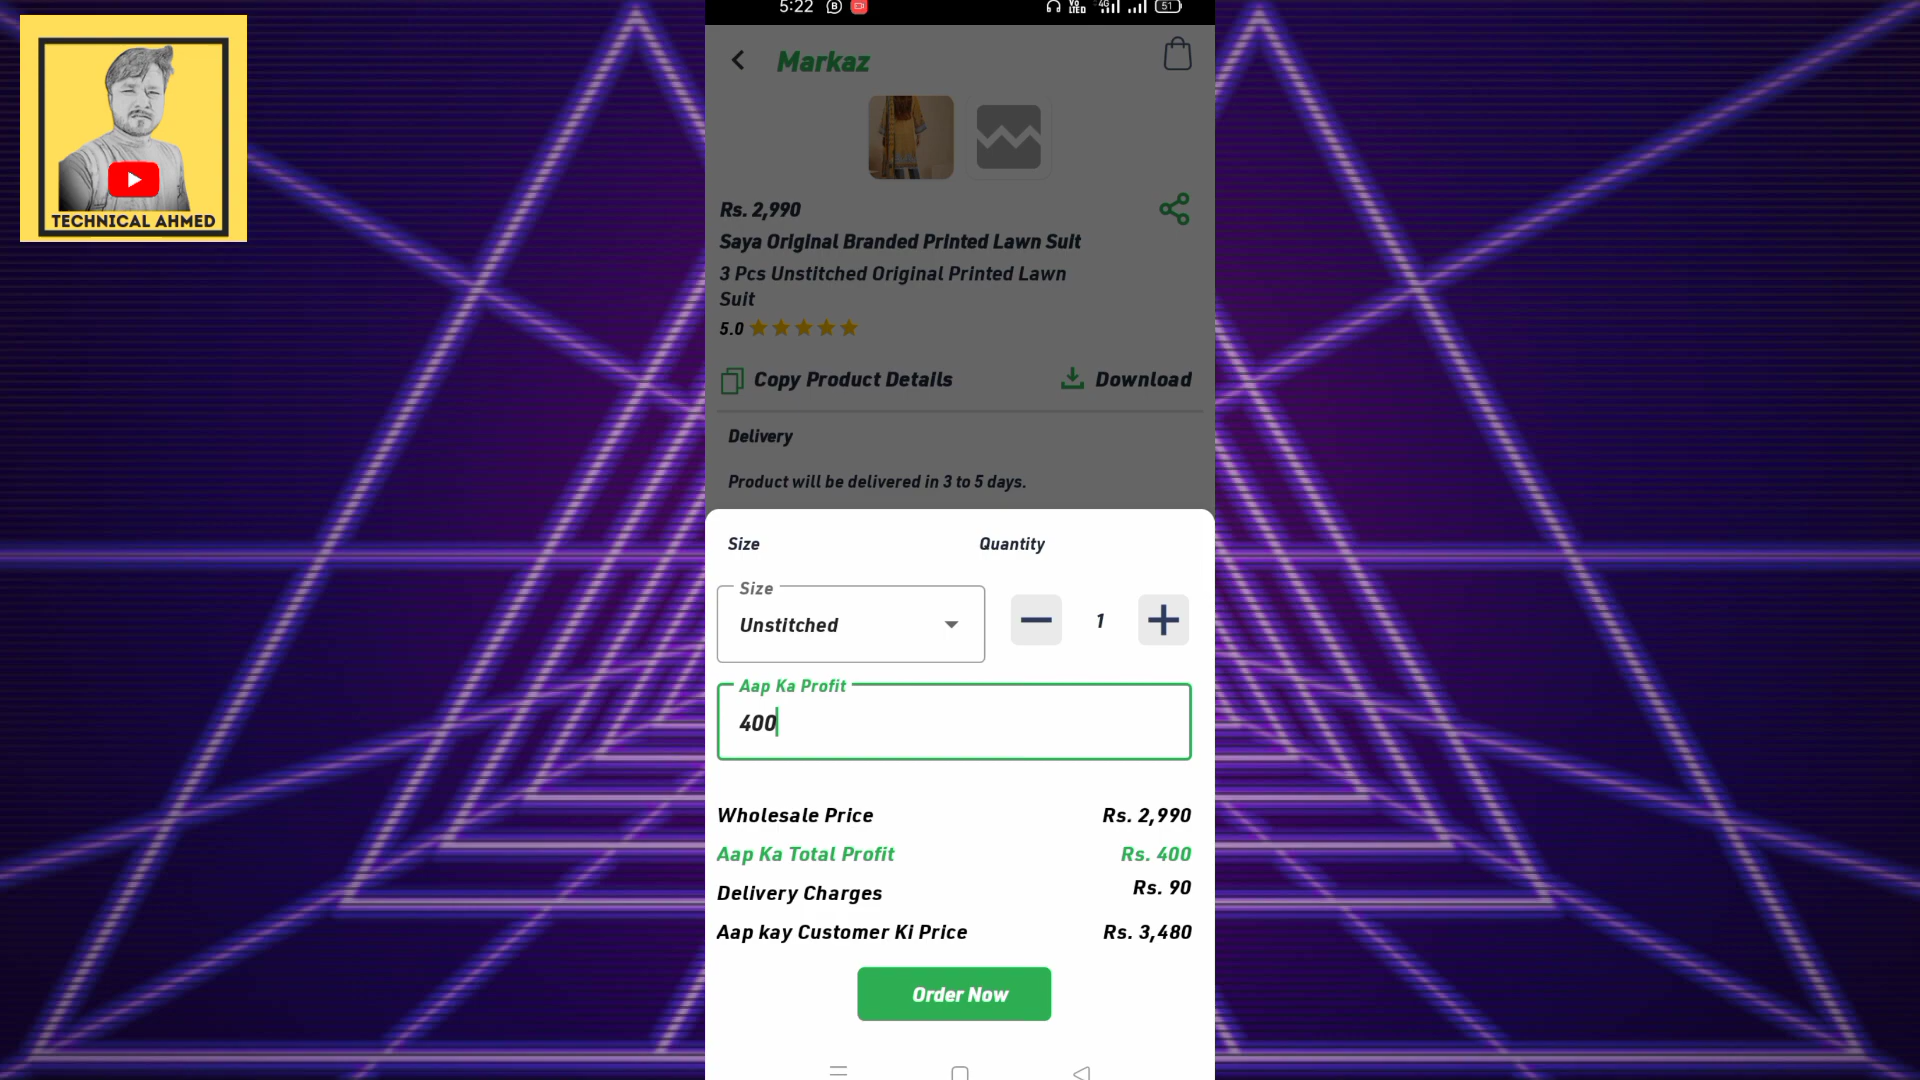 5:22
51
Markaz
TECHNICAL AHMED
Rs. 2,990
Saya Original Branded Printed Lawn Suit
3 Pcs Unstitched Original Printed Lawn
Suit
5.0
Copy Product Details
Download
Delivery
Product will be delivered in 3 to 5 days.
Size
Quantity
Size
Unstitched
1
Aap Ka Profit
400
Wholesale Price
Rs. 2,990
Aap Ka Total Profit
Rs. 400
Delivery Charges
Rs. 90
Aap kay Customer Ki Price
Rs. 3,480
Order Now